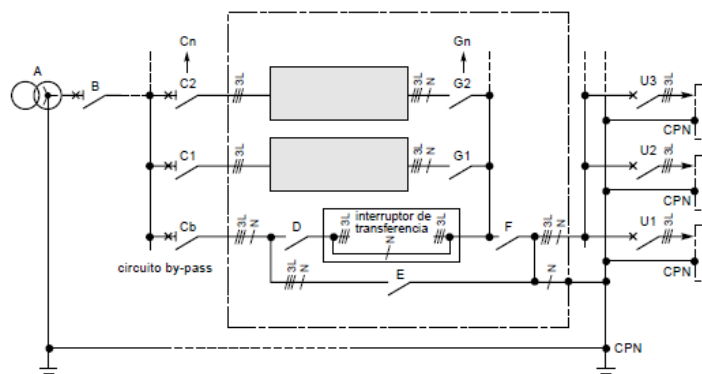 Cn
Gn
A
B
C2
3L
3L
N
G2
U3
3L
CPN
C1
3L
3L
N
G1
U2
3L
CPN
Cb
3L
N
D
interruptor de
transferencia
3L
N
3L
F
3L
N
U1
3L
circuito by-pass
3L
N
E
N
CPN
CPN